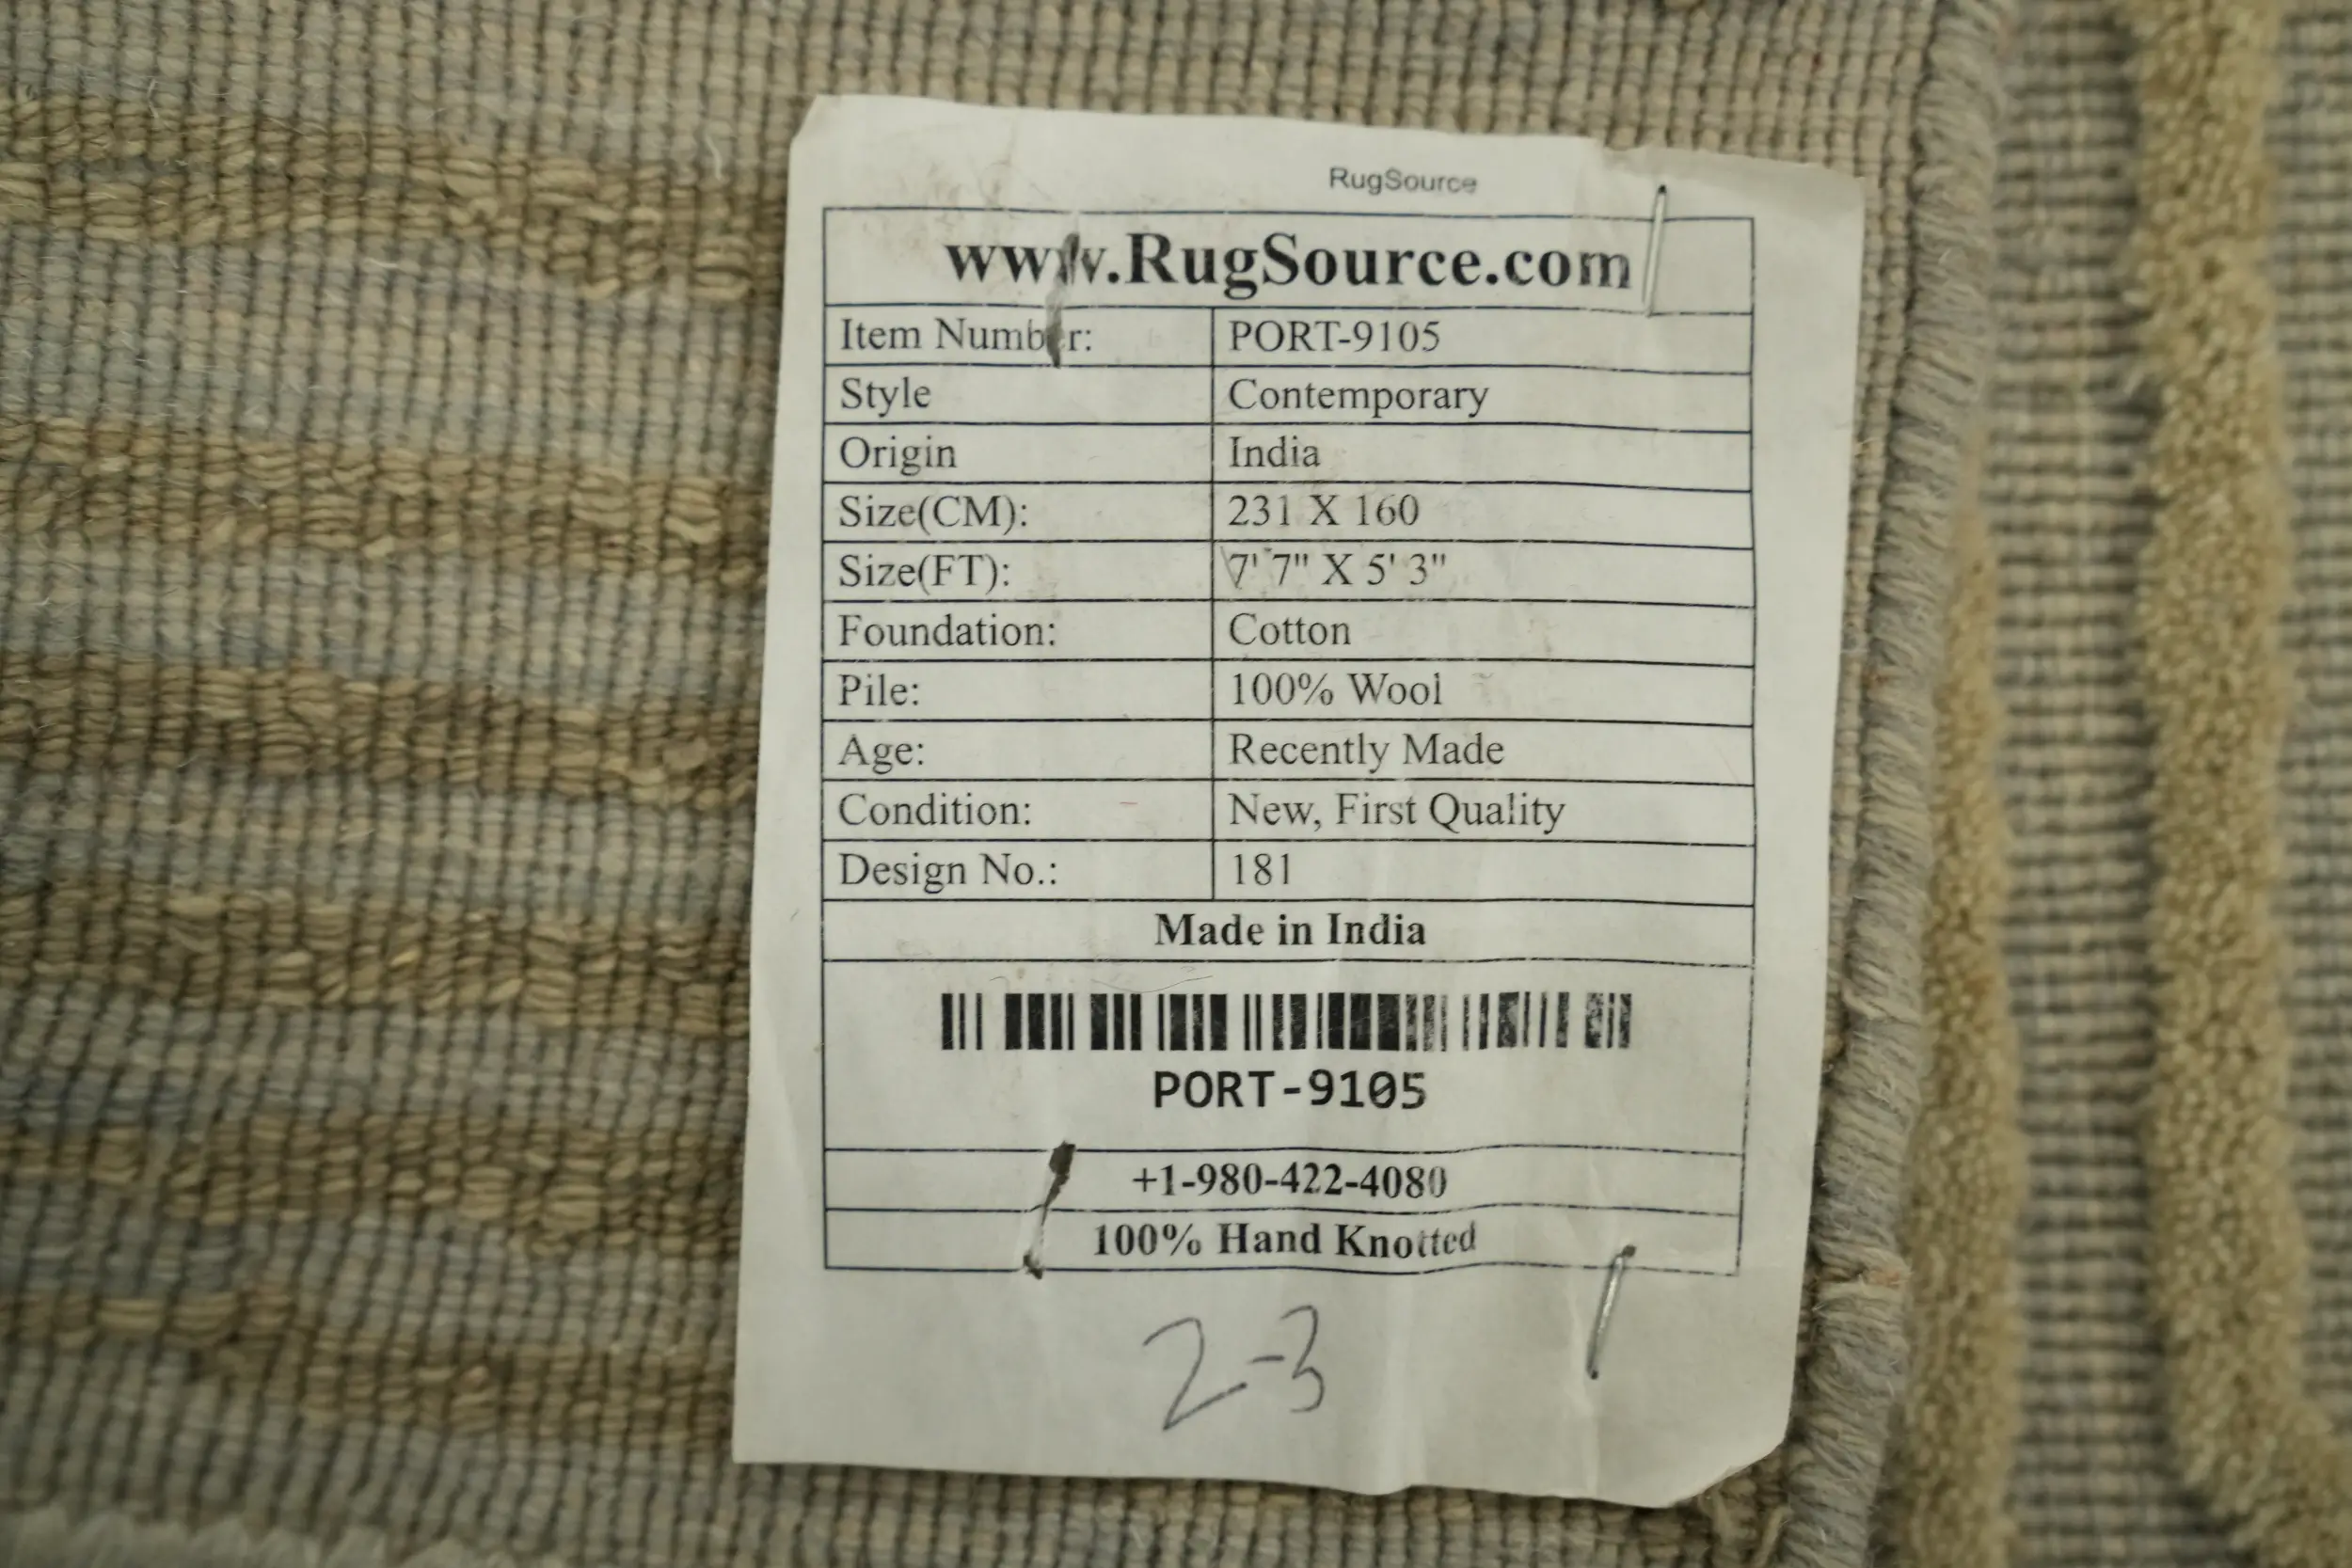 RugSource
www.RugSource.com
Item Number: PORT-9105
Style Contemporary
Origin India
Size(CM): 231 X 160
Size(FT): 7' 7" X 5' 3"
Foundation: Cotton
Pile: 100% Wool
Age: Recently Made
Condition: New, First Quality
Design No.: 181
Made in India
PORT-9105
+1-980-422-4080
100% Hand Knotted
2-3